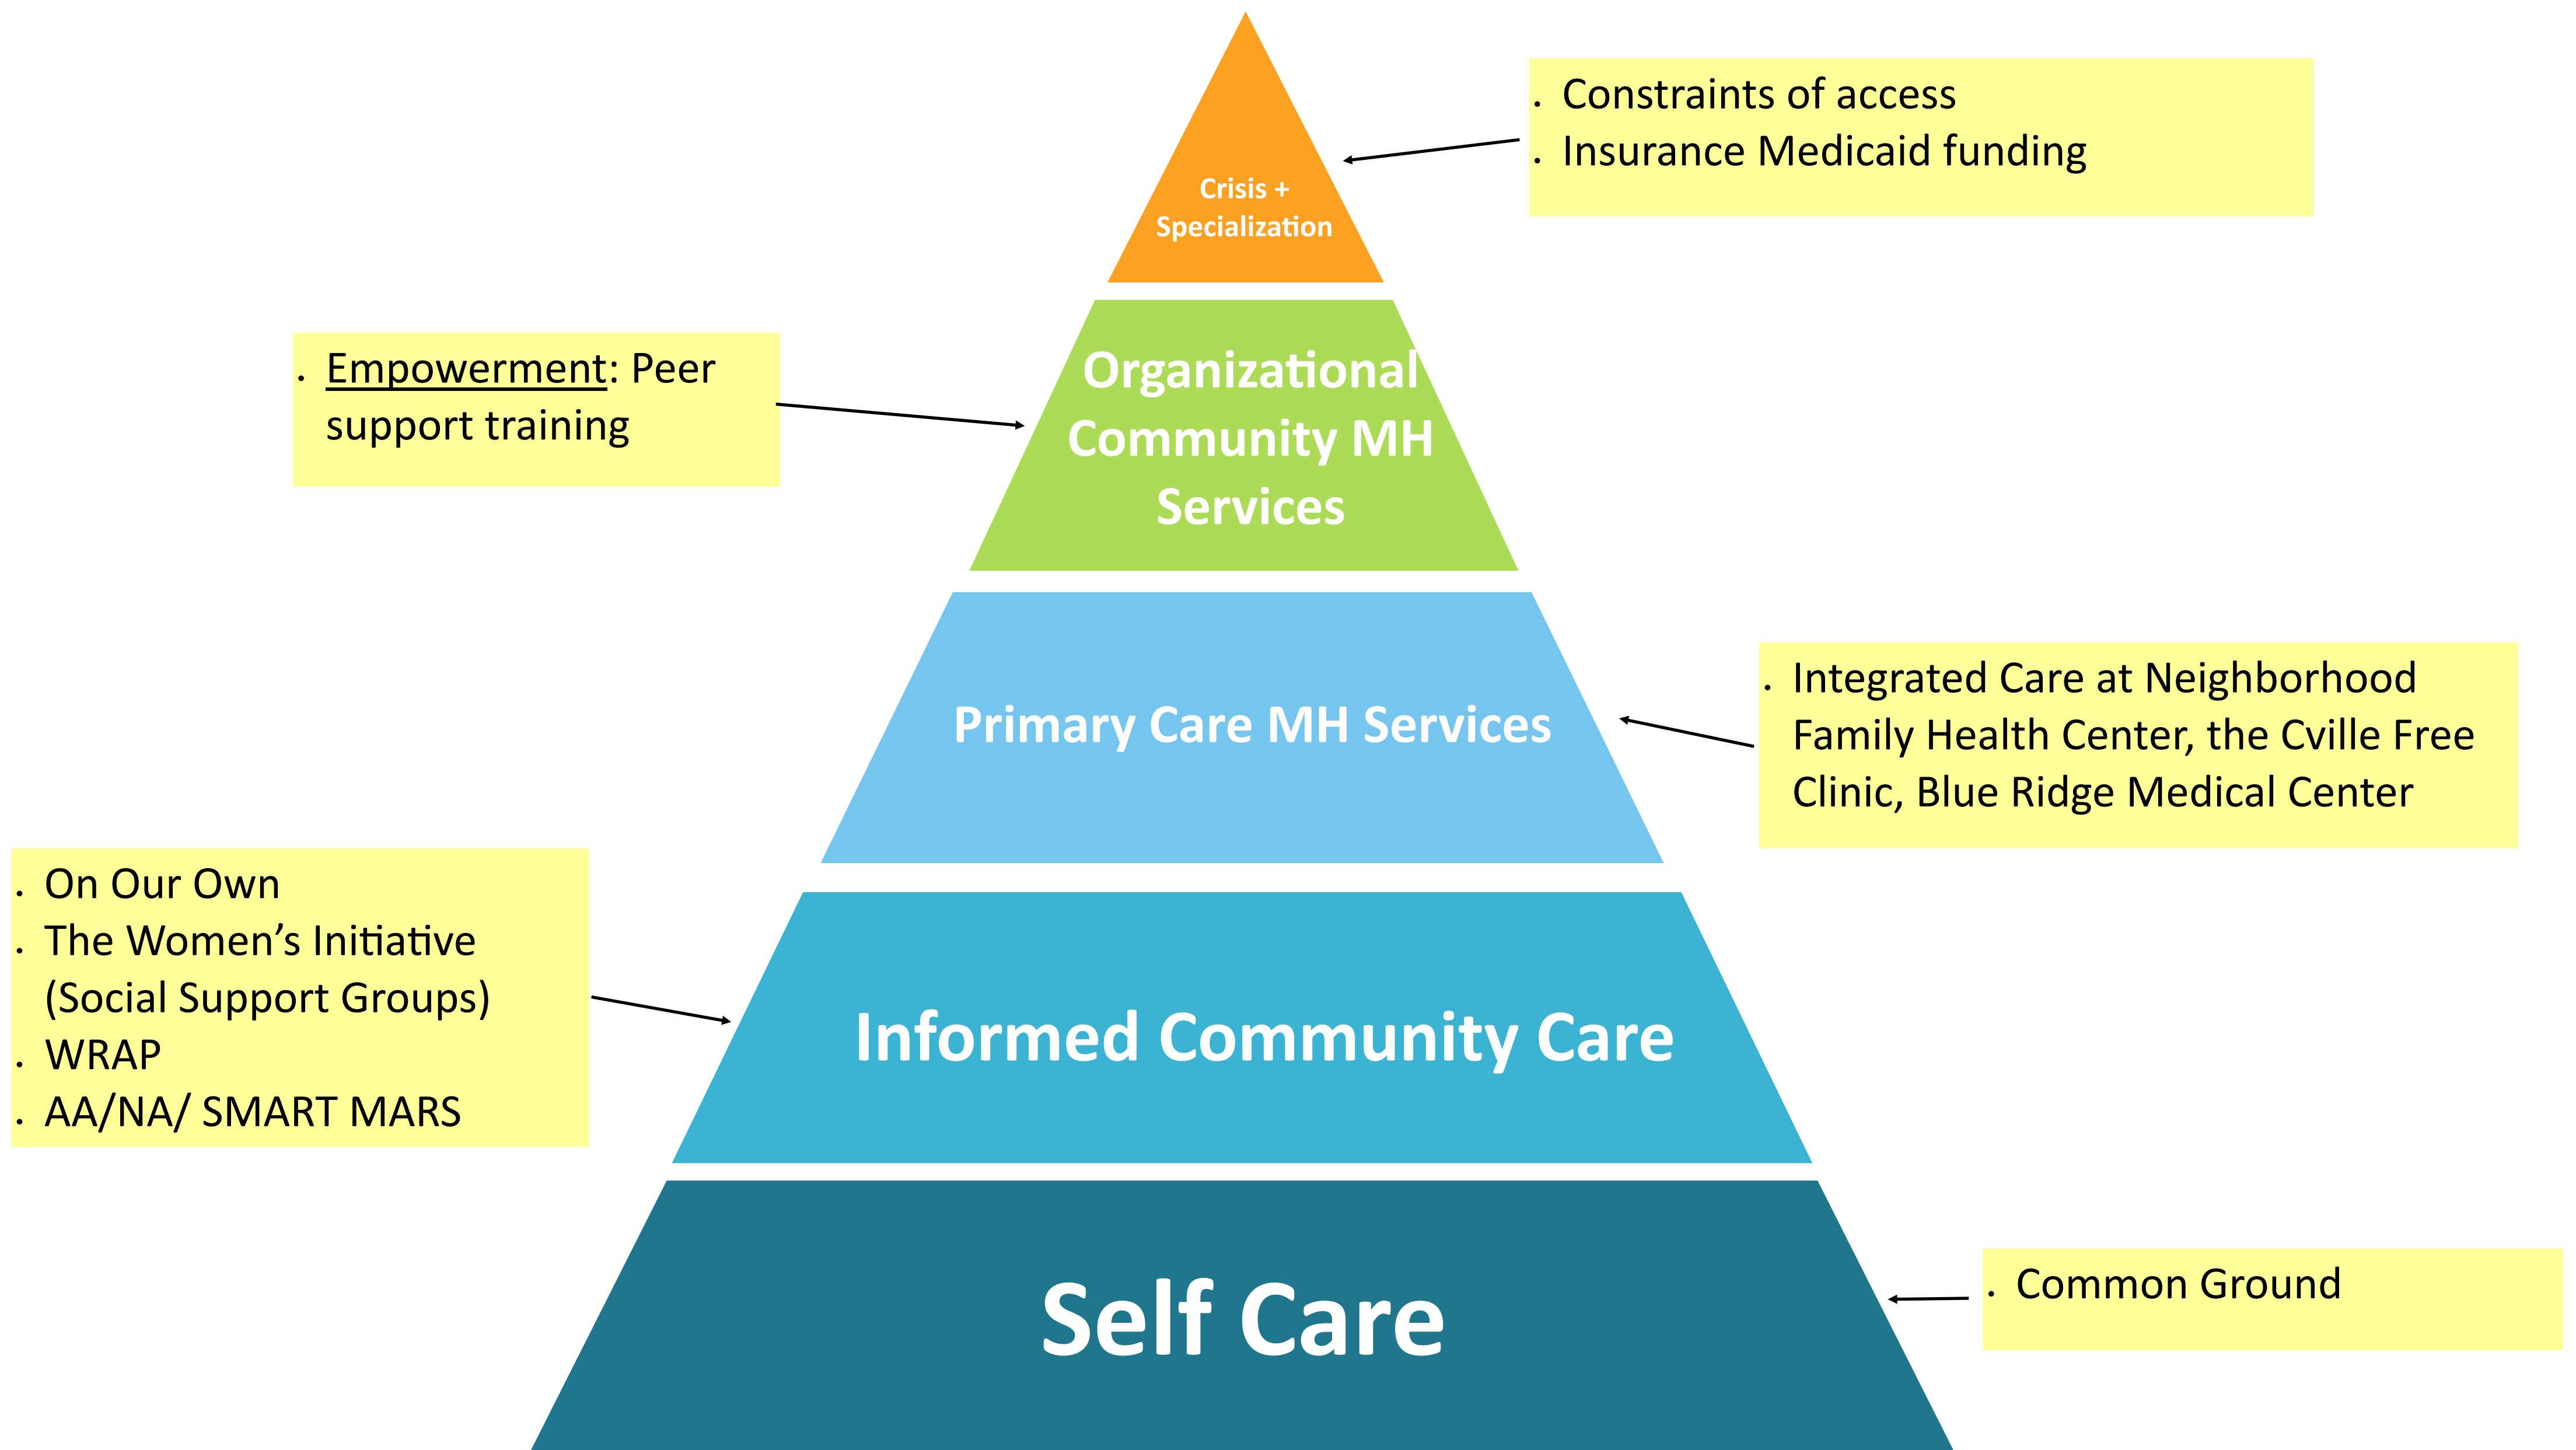 Constraints of access
Insurance Medicaid funding
Crisis +
Specialization
Empowerment: Peer
support training
Organizational
Community MH
Services
Integrated Care at Neighborhood
Family Health Center, the Cville Free
Clinic, Blue Ridge Medical Center
Primary Care MH Services
On Our Own
The Women’s Initiative
(Social Support Groups)
WRAP
AA/NA/ SMART MARS
Informed Community Care
Common Ground
Self Care